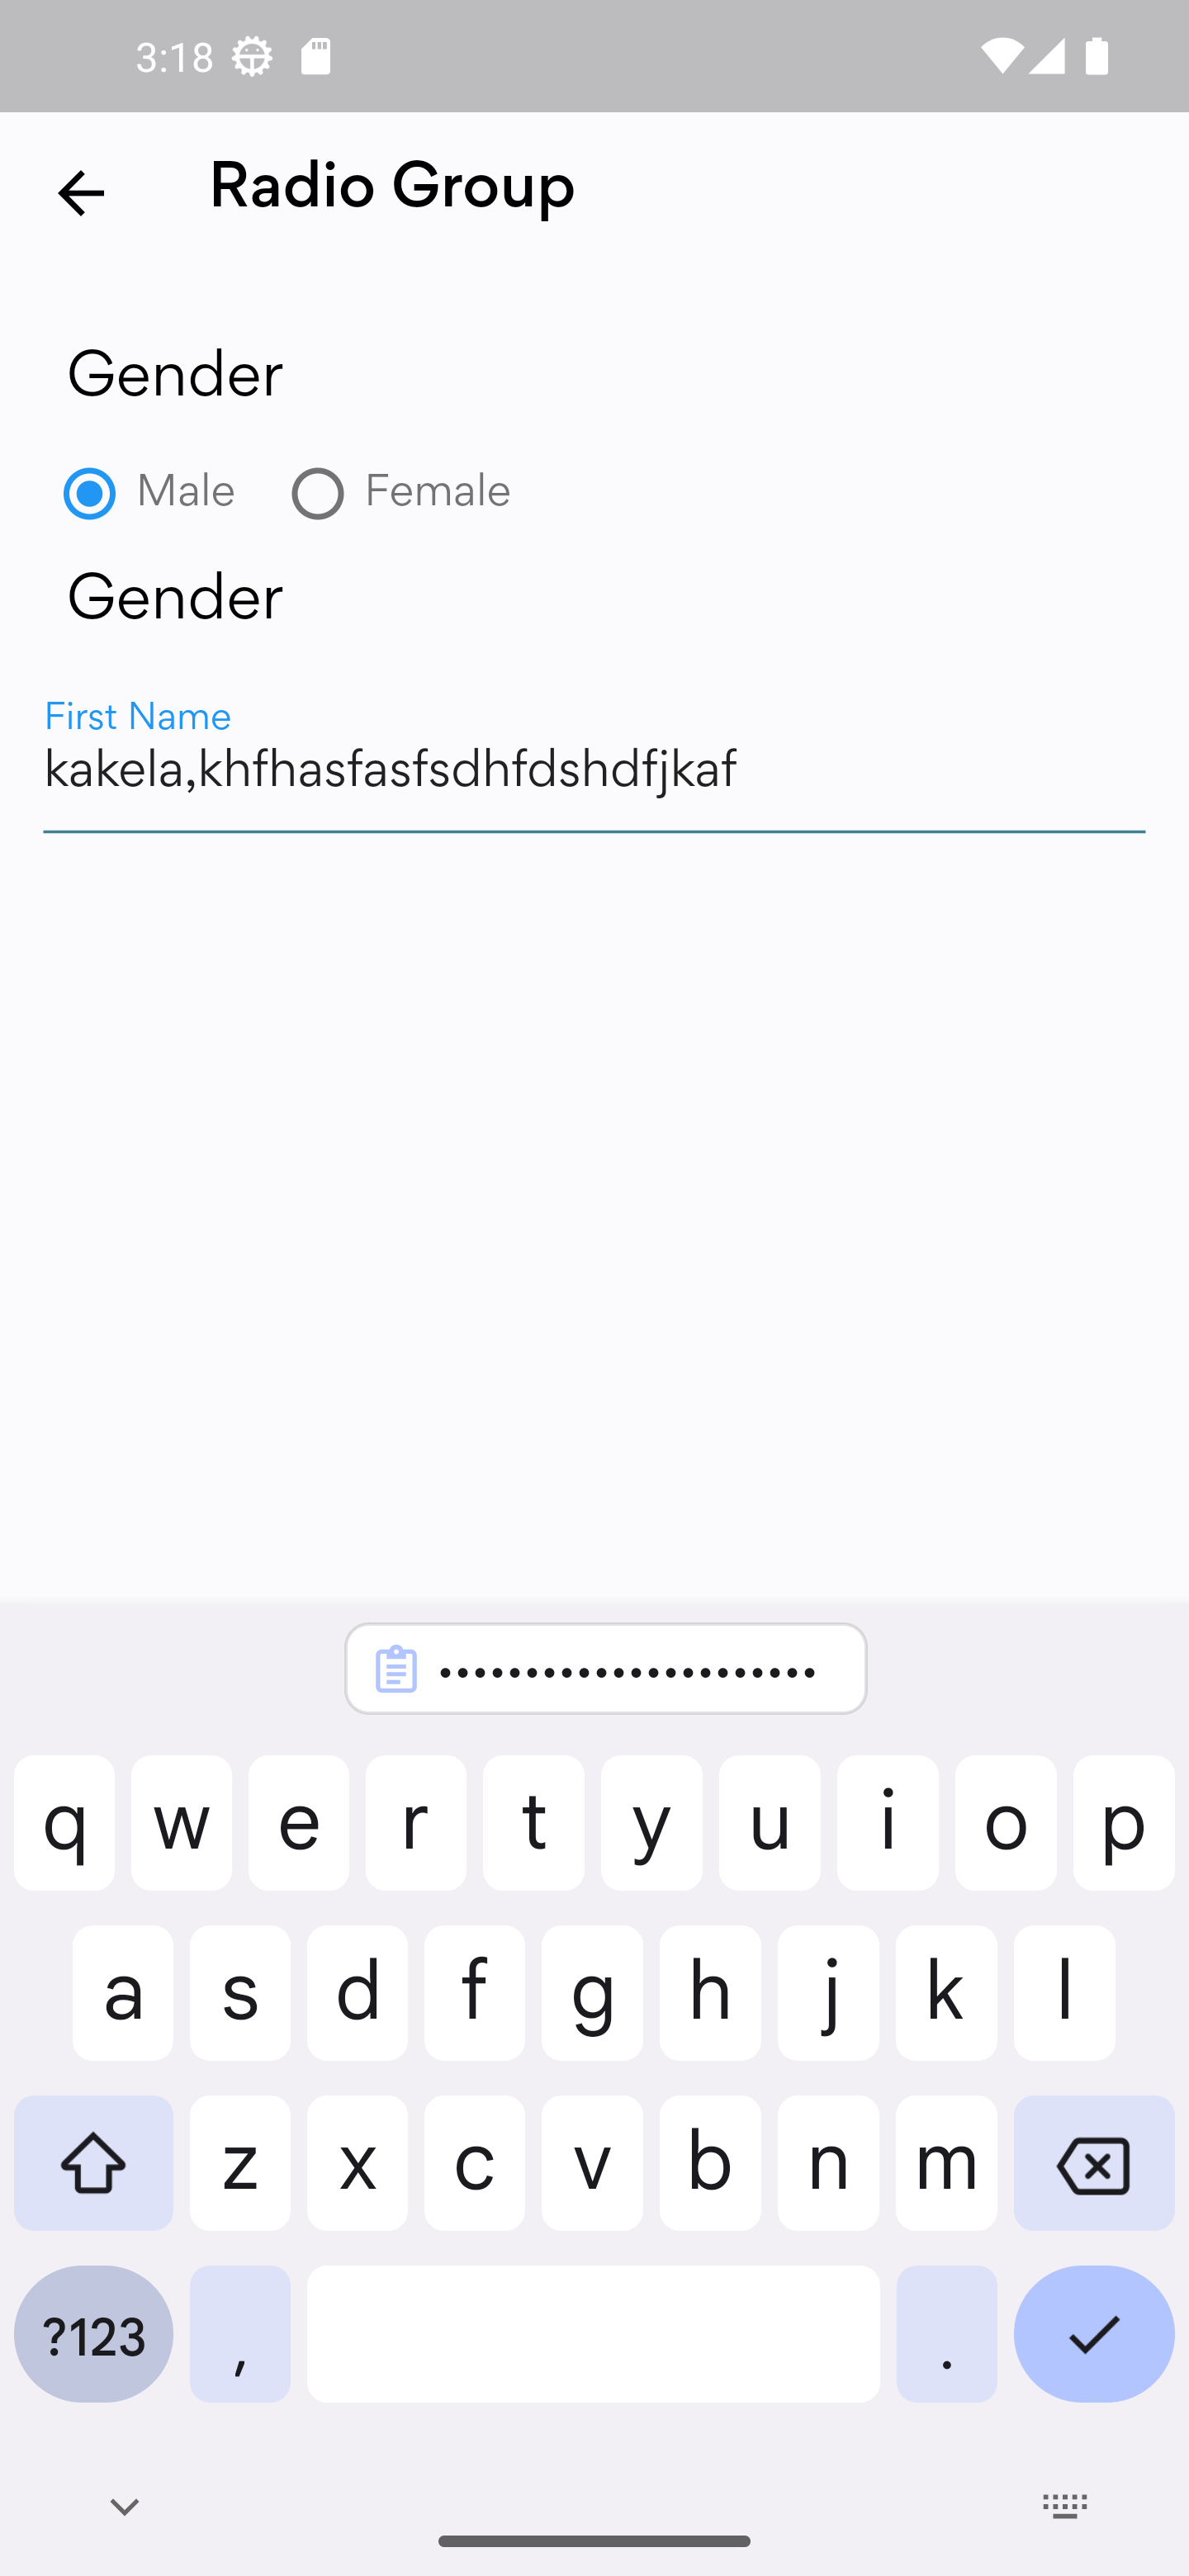 3:18
Radio Group
Gender
Male Female
Gender
First Name
kakela,khfhasfasfsdhfdshdfjkaf
••••••••••••••••••••••
q w e r t y u i o p
a s d f g h j k l
z x c v b n m
?123 , .